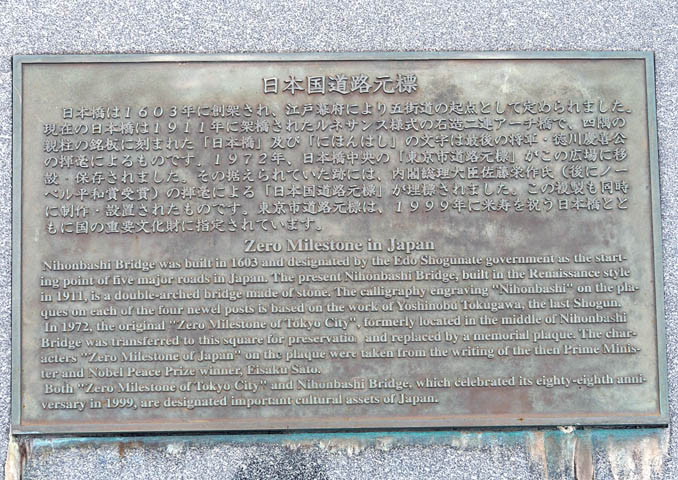 日本国道路元標
日本橋は1603年に創架され、江戸幕府により五街道の起点として定められました。
現在の日本橋は1911年に架橋されたルネサンス様式の石造二連アーチ橋で、四隅の
親柱の銘板に刻まれた「日本橋」及び「にほんばし」の文字は最後の将軍・徳川慶喜公
の揮毫によるものです。1972年、日本橋中央の「東京市道路元標」がこの広場に移
設・保存されました。その据えられていた跡には、内閣総理大臣佐藤栄作氏（後にノー
ベル平和賞受賞）の揮毫による「日本国道路元標」が埋標されました。この複製も同時
に制作・設置されたものです。東京市道路元標は、1999年に米寿を祝う日本橋とと
もに国の重要文化財に指定されています。
Zero Milestone in Japan
Nihonbashi Bridge was built in 1603 and designated by the Edo Shogunate government as the start-
ing point of five major roads in Japan. The present Nihonbashi Bridge, built in the Renaissance style
in 1911, is a double-arched bridge made of stone. The calligraphy engraving "Nihonbashi" on the pla-
ques on each of the four newel posts is based on the work of Yoshinobu Tokugawa, the last Shogun.
In 1972, the original "Zero Milestone of Tokyo City", formerly located in the middle of Nihonbashi
Bridge was transferred to this square for preservatio and replaced by a memorial plaque. The char-
acters "Zero Milestone of Japan" on the plaque were taken from the writing of the then Prime Minis-
ter and Nobel Peace Prize winner, Eisaku Sato.
Both "Zero Milestone of Tokyo City" and Nihonbashi Bridge, which celebrated its eighty-eighth anni-
versary in 1999, are designated important cultural assets of Japan.